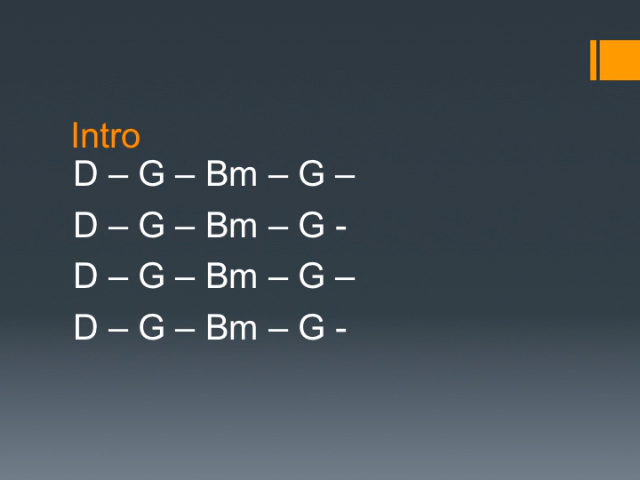 Intro
D – G – Bm – G –
D – G – Bm – G -
D – G – Bm – G –
D – G – Bm – G -